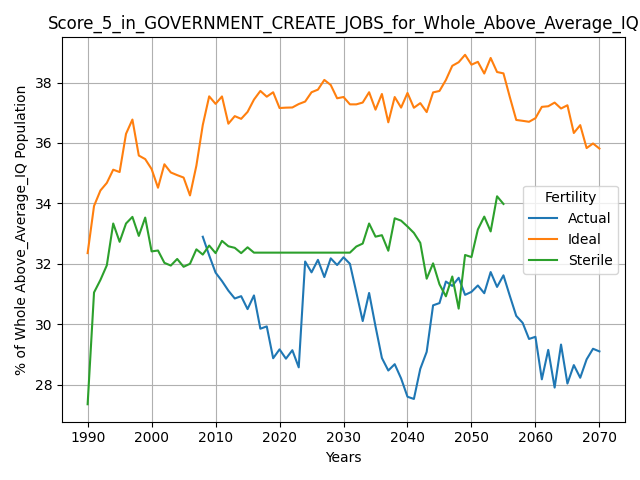 Score_5_in_GOVERNMENT_CREATE_JOBS_for_Whole_Above_Average_IQ
% of Whole Above_Average_IQ Population
38
36
34
32
30
28
Fertility
Actual
Ideal
Sterile
1990 2000 2010 2020 2030 2040 2050 2060 2070
Years